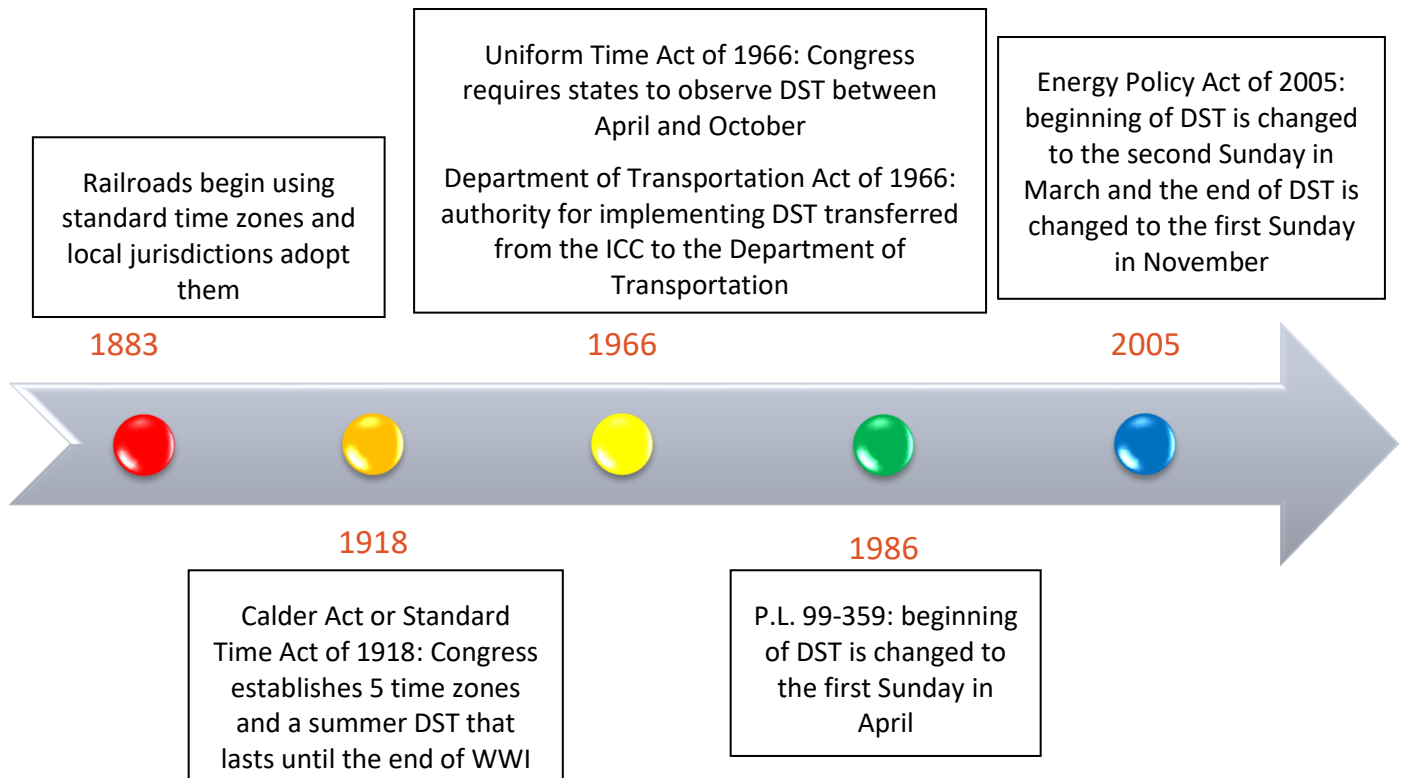 Railroads begin using
standard time zones and
local jurisdictions adopt
them
1883
1918
Calder Act or Standard
Time Act of 1918: Congress
establishes 5 time zones
and a summer DST that
lasts until the end of WWI
Uniform Time Act of 1966: Congress
requires states to observe DST between
April and October
Department of Transportation Act of 1966:
authority for implementing DST transferred
from the ICC to the Department of
Transportation
1966
1986
P.L. 99-359: beginning
of DST is changed to
the first Sunday in
April
Energy Policy Act of 2005:
beginning of DST is changed
to the second Sunday in
March and the end of DST is
changed to the first Sunday
in November
2005